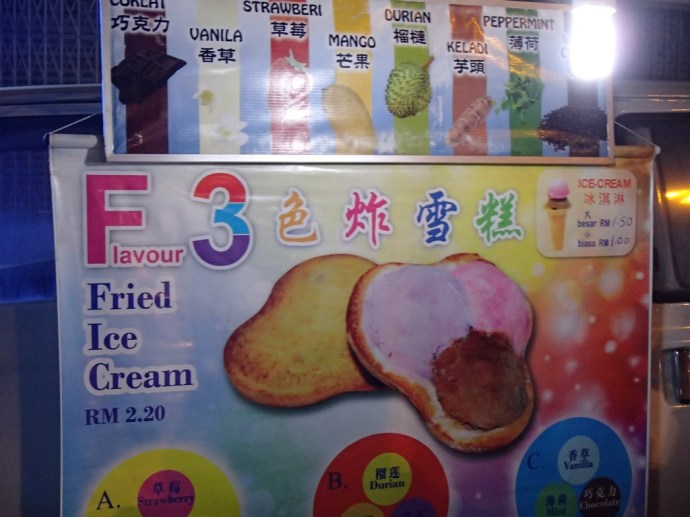 COKLAT
巧克力
VANILA
香草
STRAWBERI
草莓
MANGO
芒果
DURIAN
榴槤
KELADI
芋頭
PEPPERMINT
薄荷
Flavour 3 色炸雪糕
ICE-CREAM
冰淇淋
大
besar RM 1.50
小
biasa RM 1.00
Fried
Ice
Cream
RM 2.20
A.
草莓
Strawberry
B.
榴莲
Durian
C.
香草
Vanilla
薄荷
Mint
巧克力
Chocolate